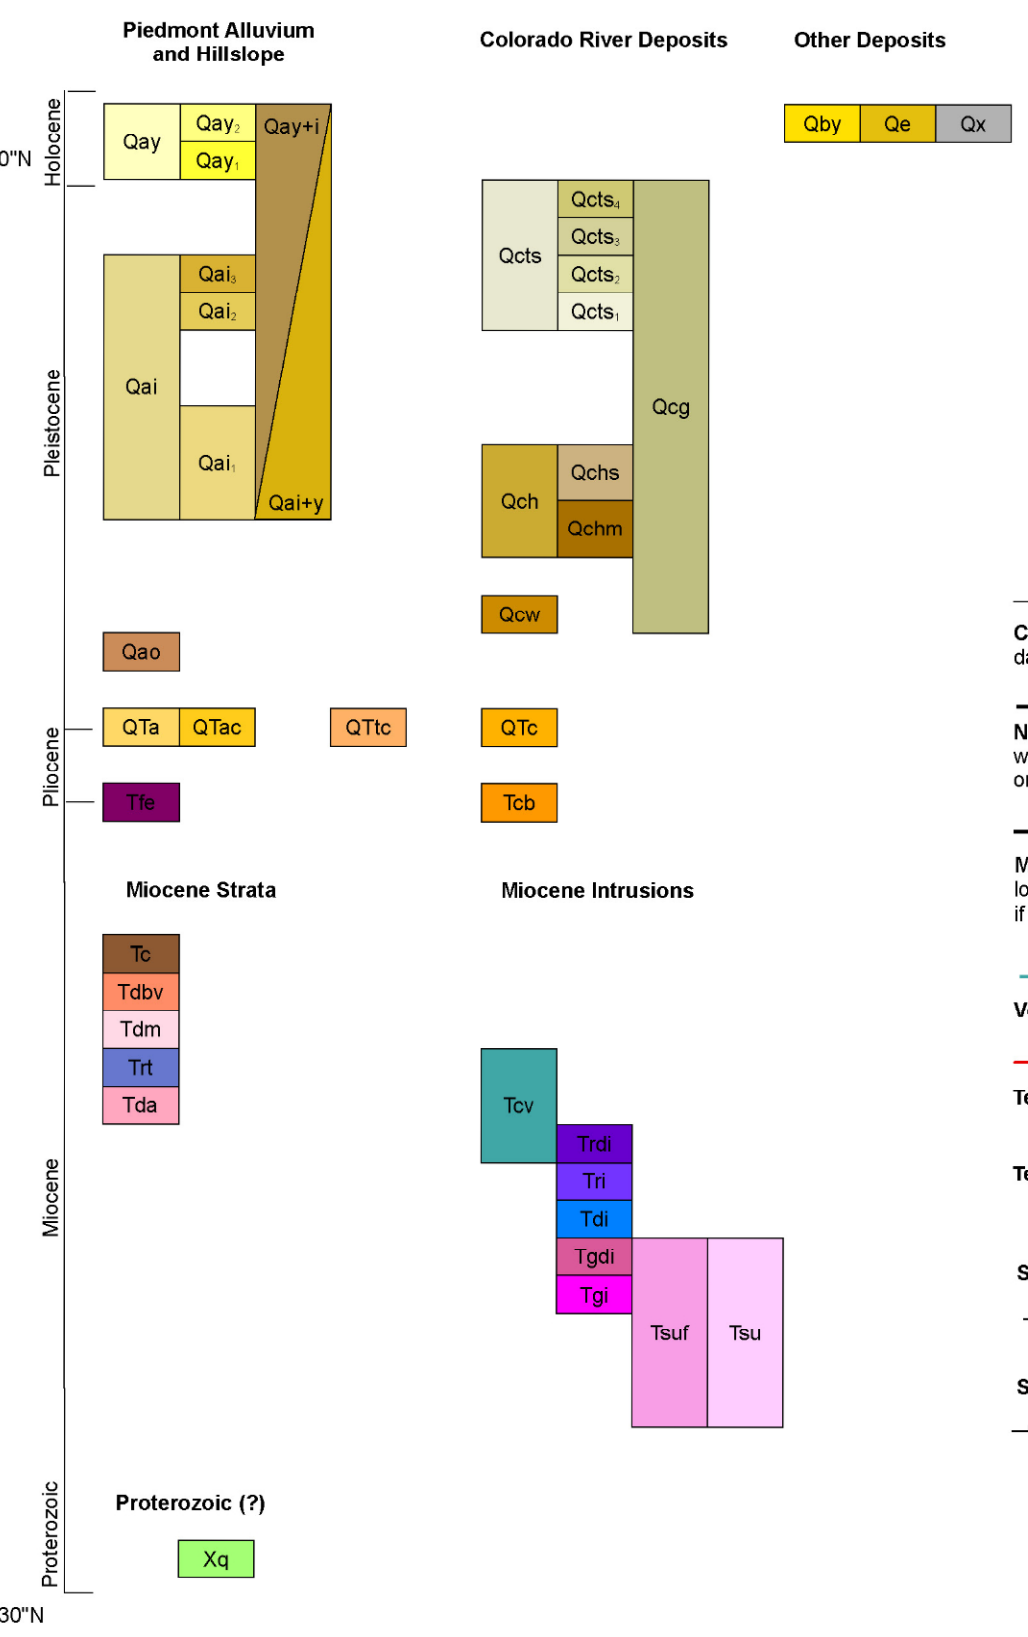 Piedmont Alluvium
and Hillslope
Colorado River Deposits
Other Deposits
Holocene
0"N
Qay
Qay2
Qay1
Qay+i
Qby
Qe
Qx
Pleistocene
Qai
Qai3
Qai2
Qai1
Qai+y
Qcts
Qcts4
Qcts3
Qcts2
Qcts1
Qcg
Qch
Qchs
Qchm
Qcw
Qao
Pliocene
QTa
QTac
QTtc
QTc
Tfe
Tcb
Miocene Strata
Miocene Intrusions
Miocene
Tc
Tdbv
Tdm
Trt
Tda
Tcv
Trdi
Tri
Tdi
Tgdi
Tgi
Tsuf
Tsu
Proterozoic
Proterozoic (?)
Xq
30"N